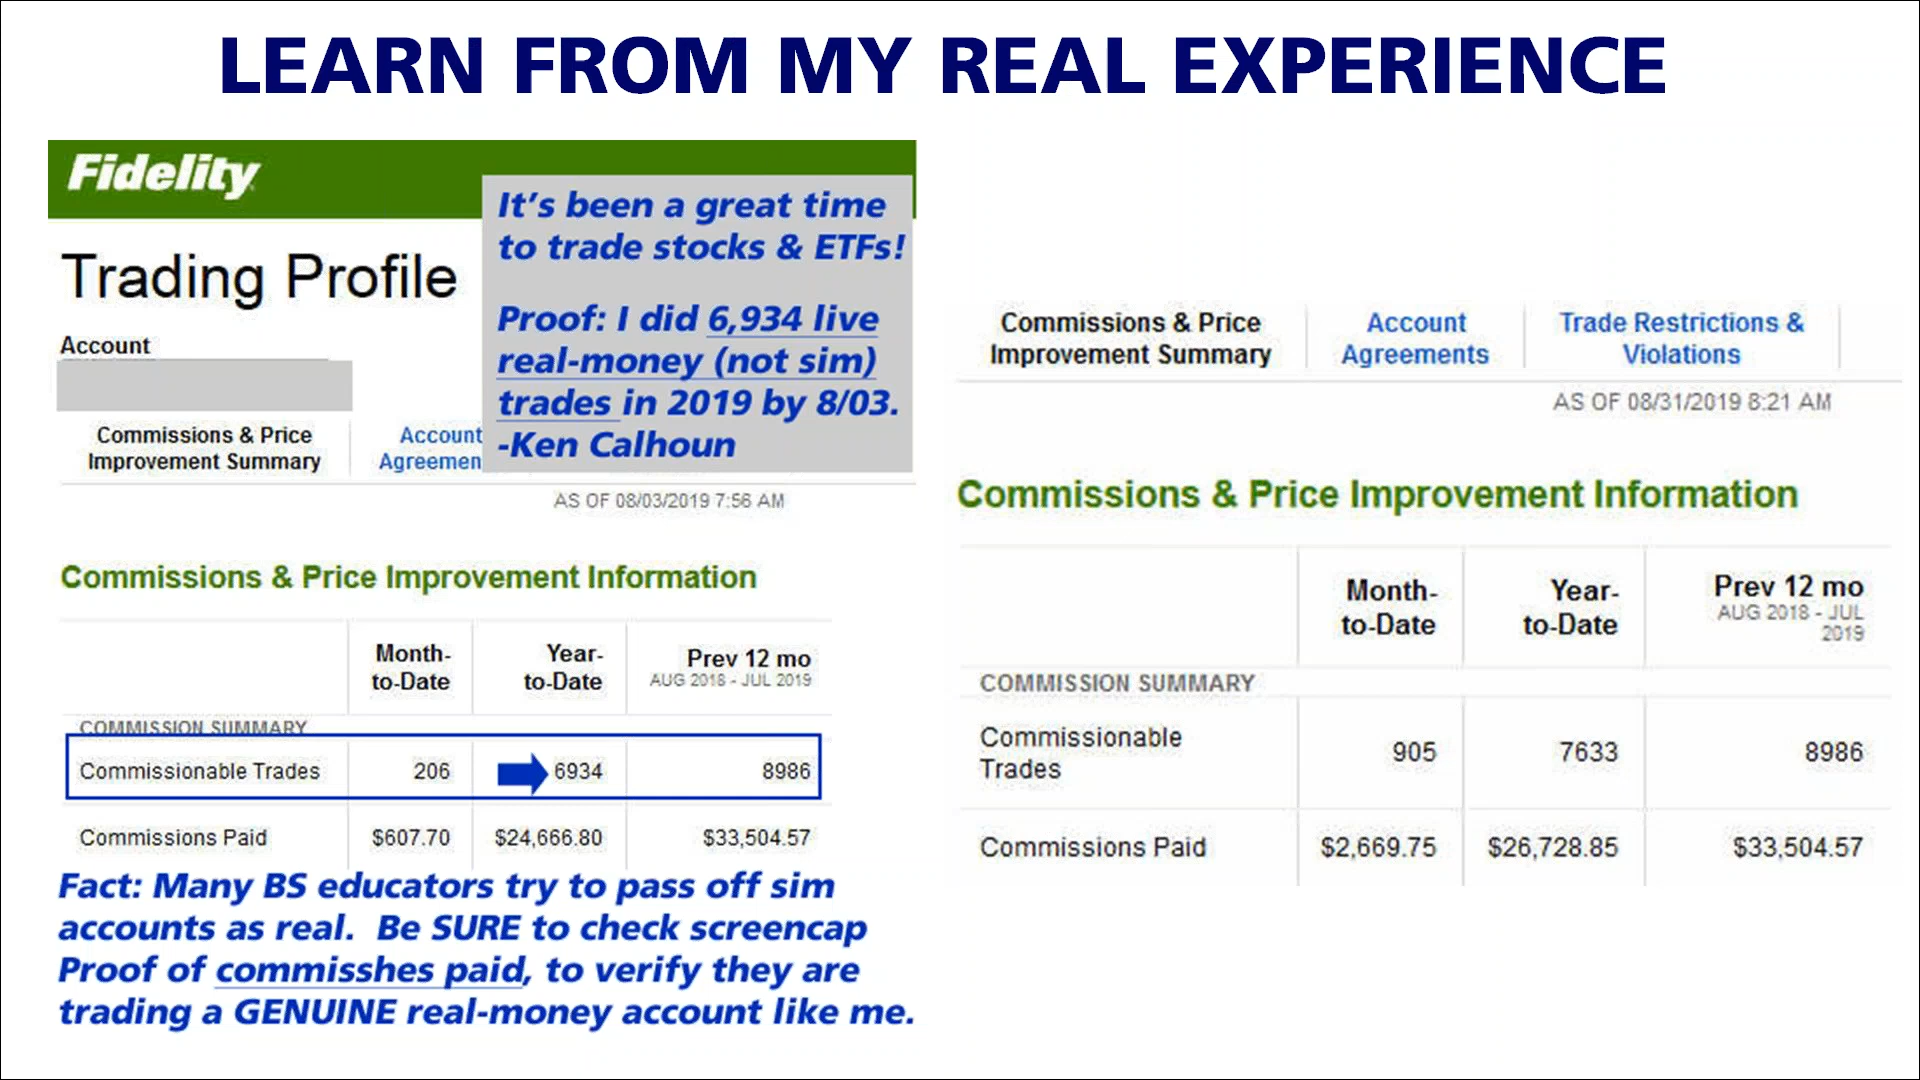 LEARN FROM MY REAL EXPERIENCE
Fidelity
It's been a great time
to trade stocks & ETFs!
Proof: I did 6,934 live
real-money (not sim)
trades in 2019 by 8/03.
-Ken Calhoun
Trading Profile
Account
Commissions & Price
Improvement Summary
Account
Agreemen
AS OF 08/03/2019 7:56 AM
Commissions & Price Improvement Information
Month-
to-Date
Year-
to-Date
Prev 12 mo
AUG 2018 - JUL 2019
COMMISSION SUMMARY
Commissionable Trades 206 6934 8986
Commissions Paid $607.70 $24,666.80 $33,504.57
Fact: Many BS educators try to pass off sim
accounts as real. Be SURE to check screencap
Proof of commisshes paid, to verify they are
trading a GENUINE real-money account like me.
Commissions & Price
Improvement Summary
Account
Agreements
Trade Restrictions &
Violations
AS OF 08/31/2019 8:21 AM
Commissions & Price Improvement Information
Month-
to-Date
Year-
to-Date
Prev 12 mo
AUG 2018 - JUL
2019
COMMISSION SUMMARY
Commissionable
Trades
905 7633 8986
Commissions Paid $2,669.75 $26,728.85 $33,504.57